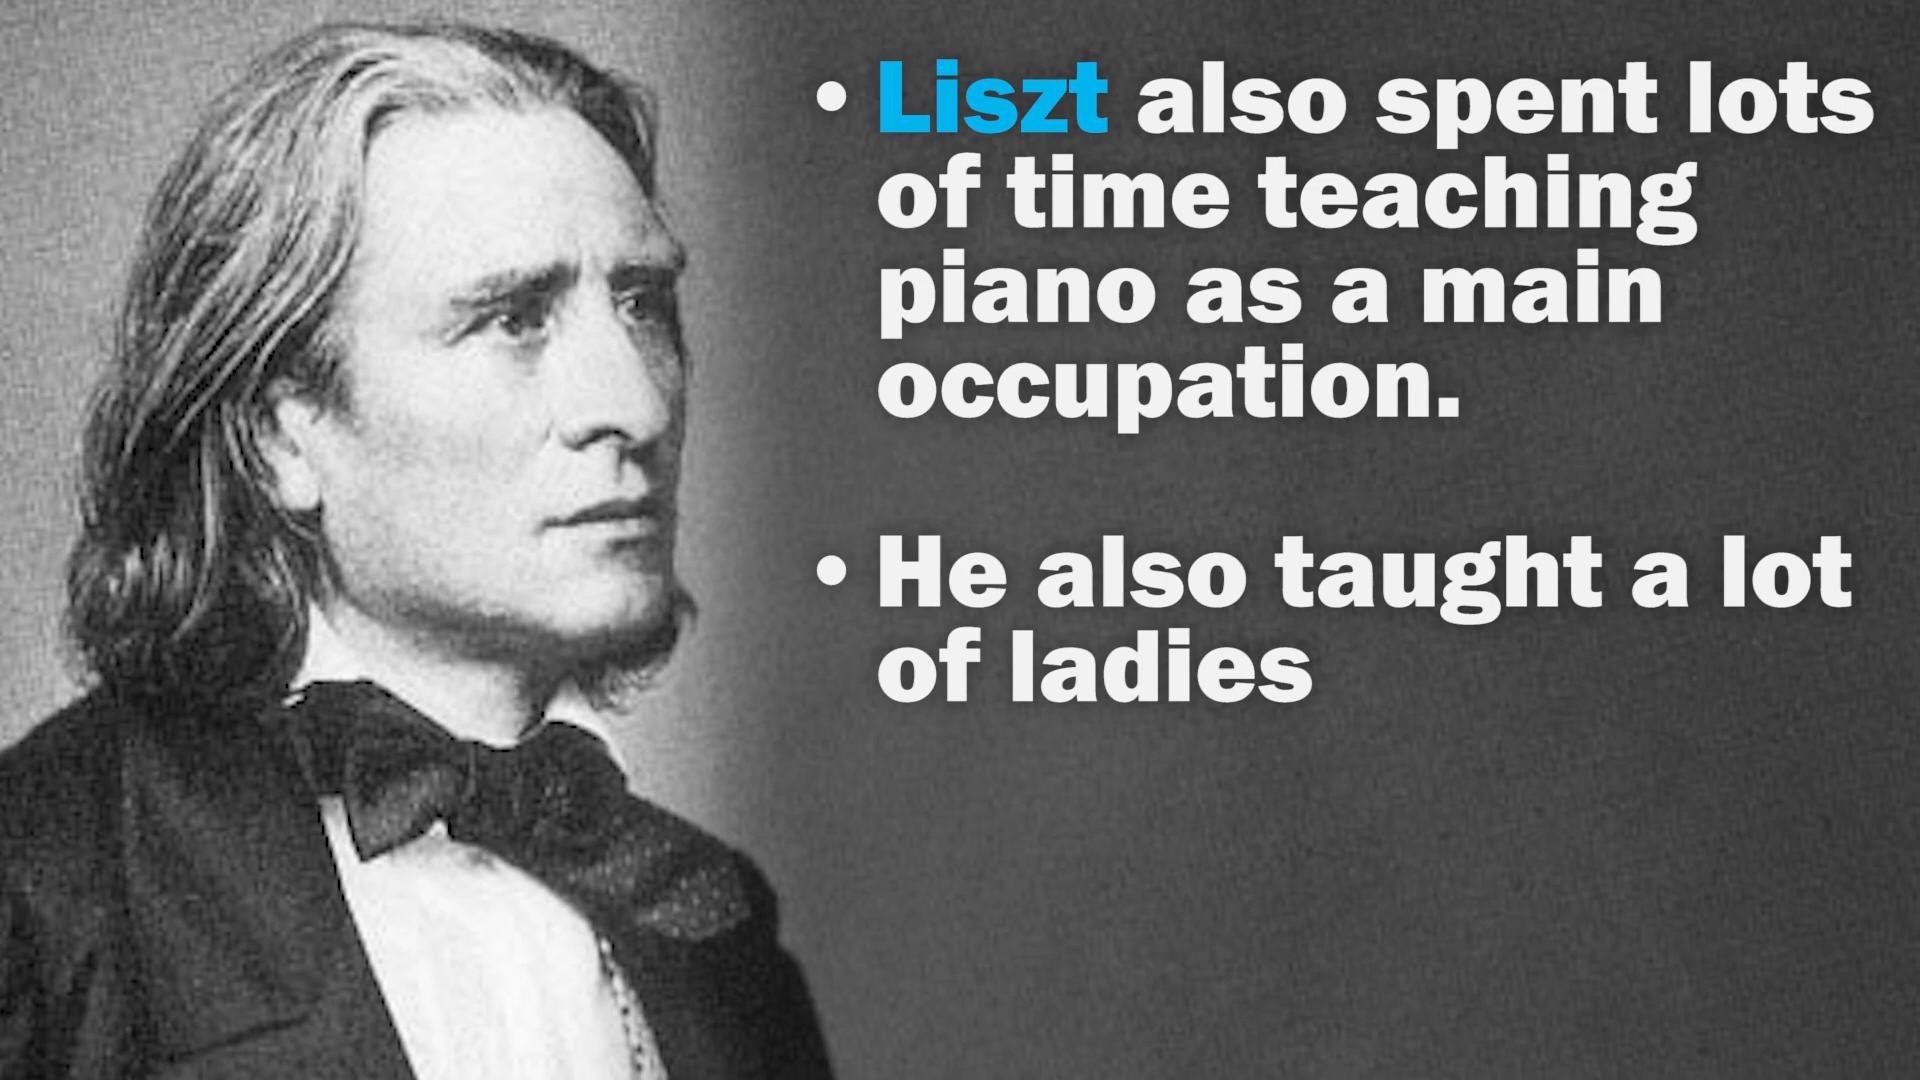 • Liszt also spent lots
of time teaching
piano as a main
occupation.
• He also taught a lot
of ladies